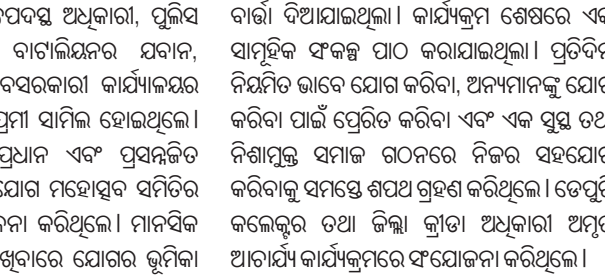 ପଦସ୍ଥ ଅଧିକାରୀ, ପୁଲିସ
ବାଟାଲିୟନର ଯବାନ,
ବସରକାରୀ କାର୍ଯ୍ୟାଳୟର
ପ୍ରେମୀ ସାମିଲ ହୋଇଥିଲେ।
ପ୍ରଧାନ ଏବଂ ପ୍ରସନ୍ନଜିତ
ଯୋଗ ମହୋତ୍ସବ ସମିତିର
କରିଥିଲେ। ମାନସିକ
ଯୋଗର ଭୂମିକା
ବାର୍ତ୍ତା ଦିଆଯାଇଥିଲା। କାର୍ଯ୍ୟକ୍ରମ ଶେଷରେ ଏକ
ସାମୂହିକ ସଂକଳ୍ପ ପାଠ କରାଯାଇଥିଲା। ପ୍ରତିଦିନ
ନିୟମିତ ଭାବେ ଯୋଗ କରିବା, ଅନ୍ୟମାନଙ୍କୁ ଯୋଗ
କରିବା ପାଇଁ ପ୍ରେରିତ କରିବା ଏବଂ ଏକ ସୁସ୍ଥ ତଥା
ନିଶାମୁକ୍ତ ସମାଜ ଗଠନରେ ନିଜର ସହଯୋଗ
କରିବାକୁ ସମସ୍ତେ ଶପଥ ଗ୍ରହଣ କରିଥିଲେ। ଡେପୁଟି
କଲେକ୍ଟର ତଥା ଜିଲ୍ଲା କ୍ରୀଡା ଅଧିକାରୀ ଅମୃତ
ଆଚାର୍ଯ୍ୟ କାର୍ଯ୍ୟକ୍ରମରେ ସଂଯୋଜନା କରିଥିଲେ।